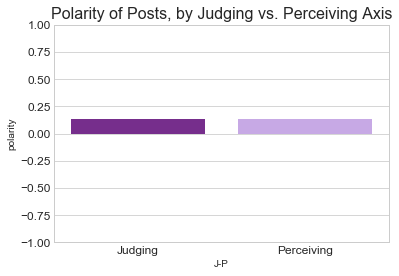 Polarity of Posts, by Judging vs. Perceiving Axis
1.00
0.75
0.50
0.25
0.00
−0.25
−0.50
−0.75
−1.00
polarity
Judging
Perceiving
J-P